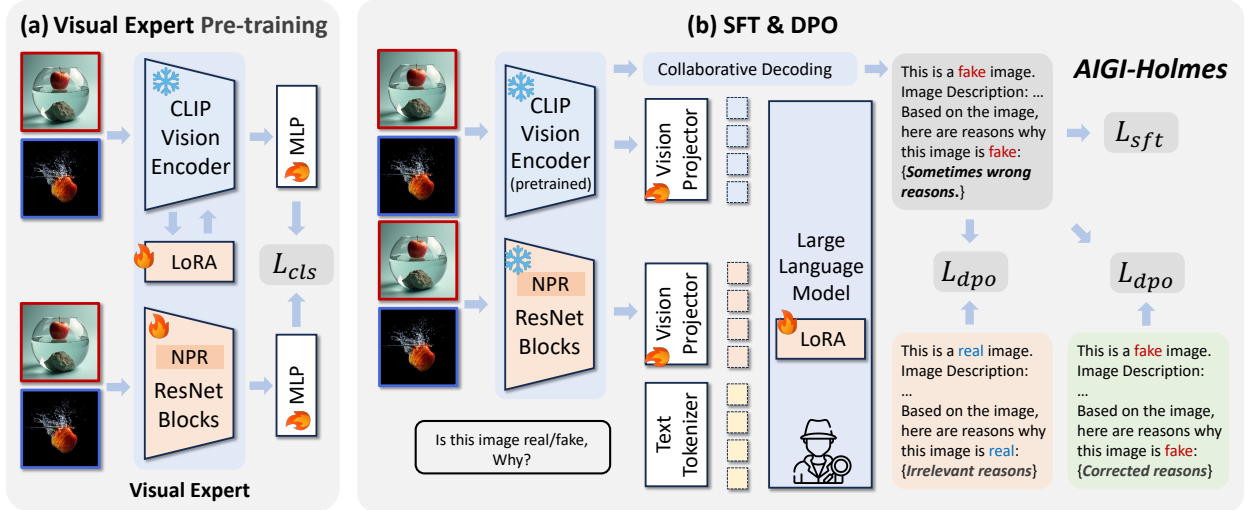 (a) Visual Expert Pre-training
CLIP
Vision
Encoder
MLP
LoRA
L_cls
NPR
ResNet
Blocks
MLP
Visual Expert
(b) SFT & DPO
CLIP
Vision
Encoder
(pretrained)
NPR
ResNet
Blocks
Is this image real/fake,
Why?
Collaborative Decoding
Vision
Projector
Vision
Projector
Text
Tokenizer
Large
Language
Model
LoRA
This is a fake image.
Image Description: ...
Based on the image,
here are reasons why
this image is fake:
{Sometimes wrong
reasons.}
AIGI-Holmes
L_sft
L_dpo
L_dpo
This is a real image.
Image Description:
...
Based on the image,
here are reasons why
this image is real:
{Irrelevant reasons}
This is a fake image.
Image Description:
...
Based on the image,
here are reasons why
this image is fake:
{Corrected reasons}